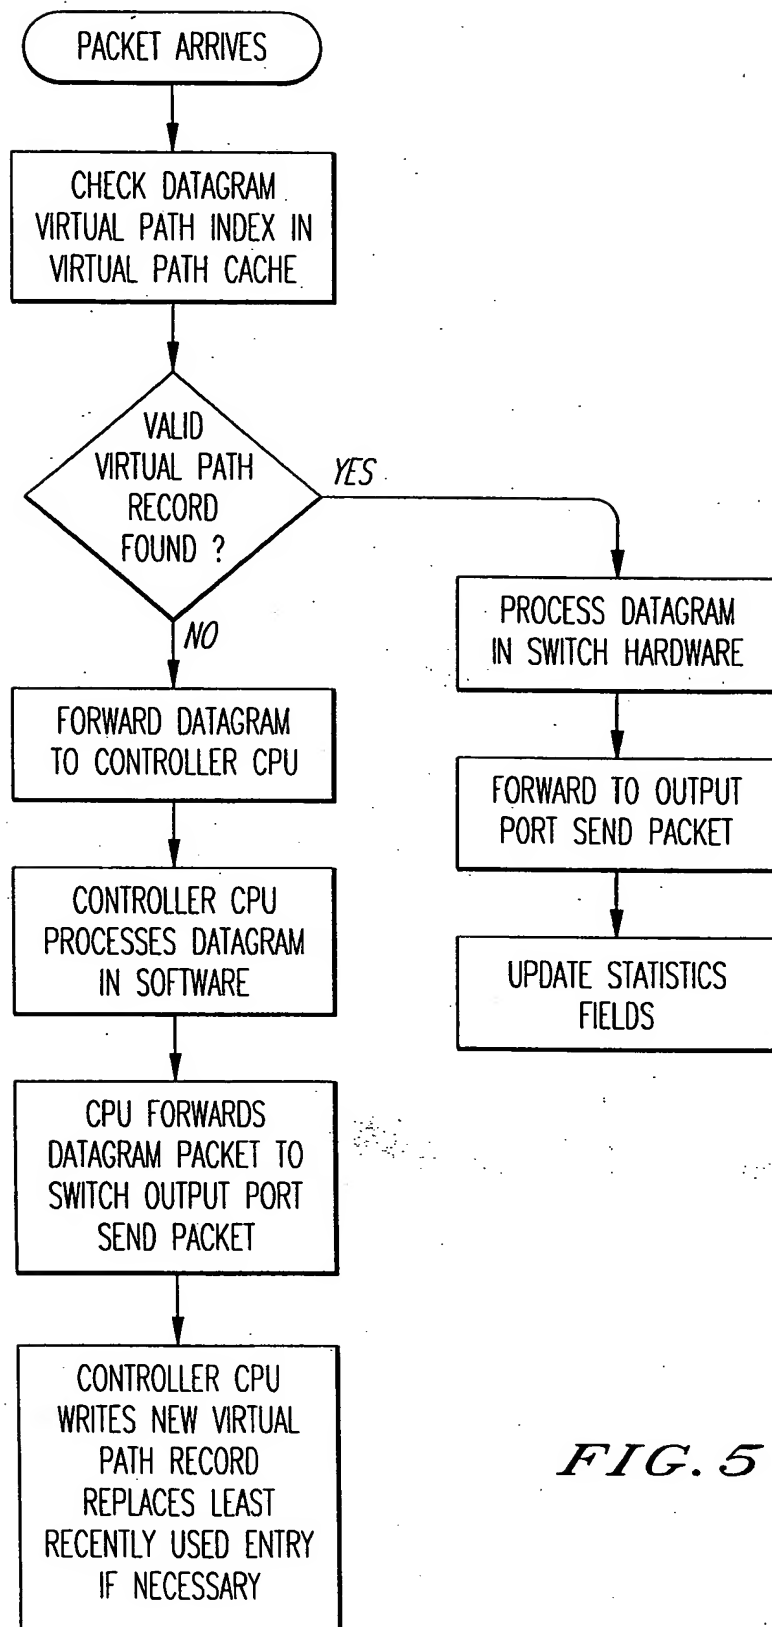 PACKET ARRIVES
CHECK DATAGRAM
VIRTUAL PATH INDEX IN
VIRTUAL PATH CACHE
VALID
VIRTUAL PATH
RECORD
FOUND ?
YES
NO
FORWARD DATAGRAM
TO CONTROLLER CPU
CONTROLLER CPU
PROCESSES DATAGRAM
IN SOFTWARE
CPU FORWARDS
DATAGRAM PACKET TO
SWITCH OUTPUT PORT
SEND PACKET
CONTROLLER CPU
WRITES NEW VIRTUAL
PATH RECORD
REPLACES LEAST
RECENTLY USED ENTRY
IF NECESSARY
PROCESS DATAGRAM
IN SWITCH HARDWARE
FORWARD TO OUTPUT
PORT SEND PACKET
UPDATE STATISTICS
FIELDS
FIG. 5